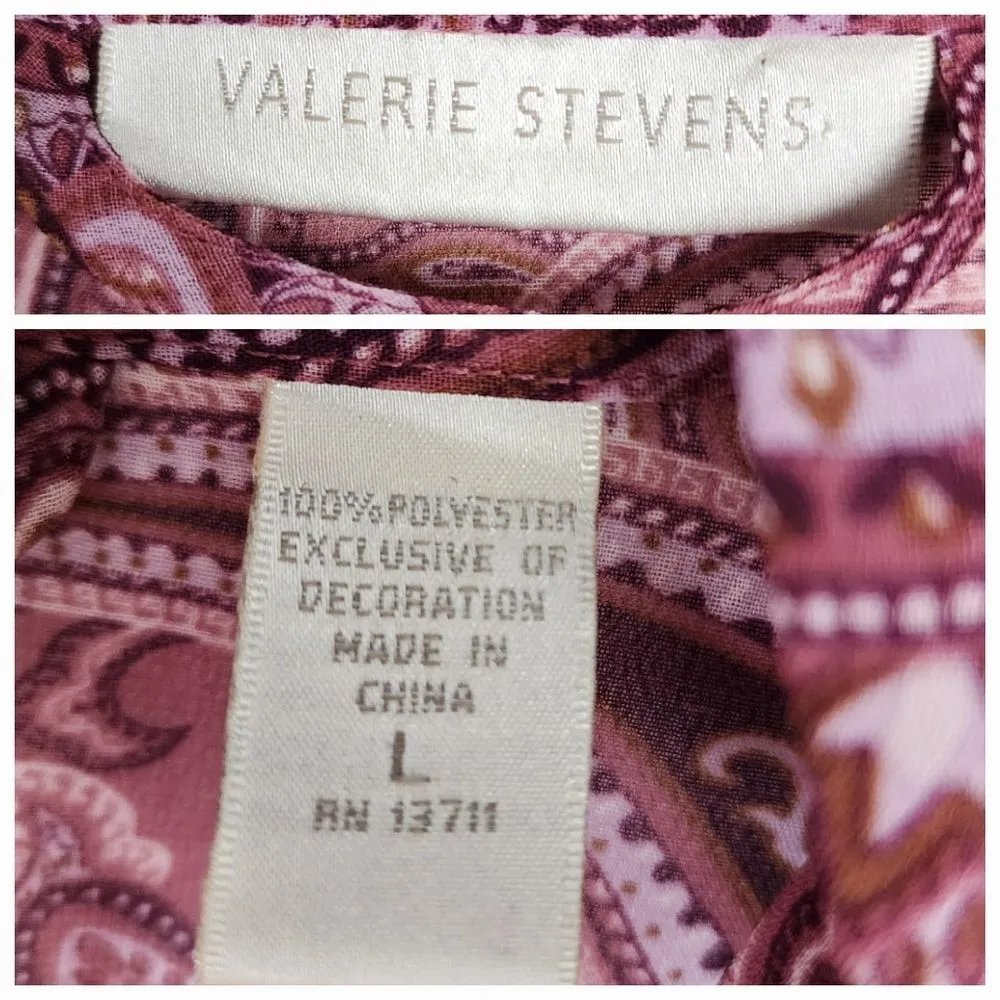 VALERIE STEVENS
100% POLYESTER
EXCLUSIVE OF
DECORATION
MADE IN
CHINA
L
RN 13711